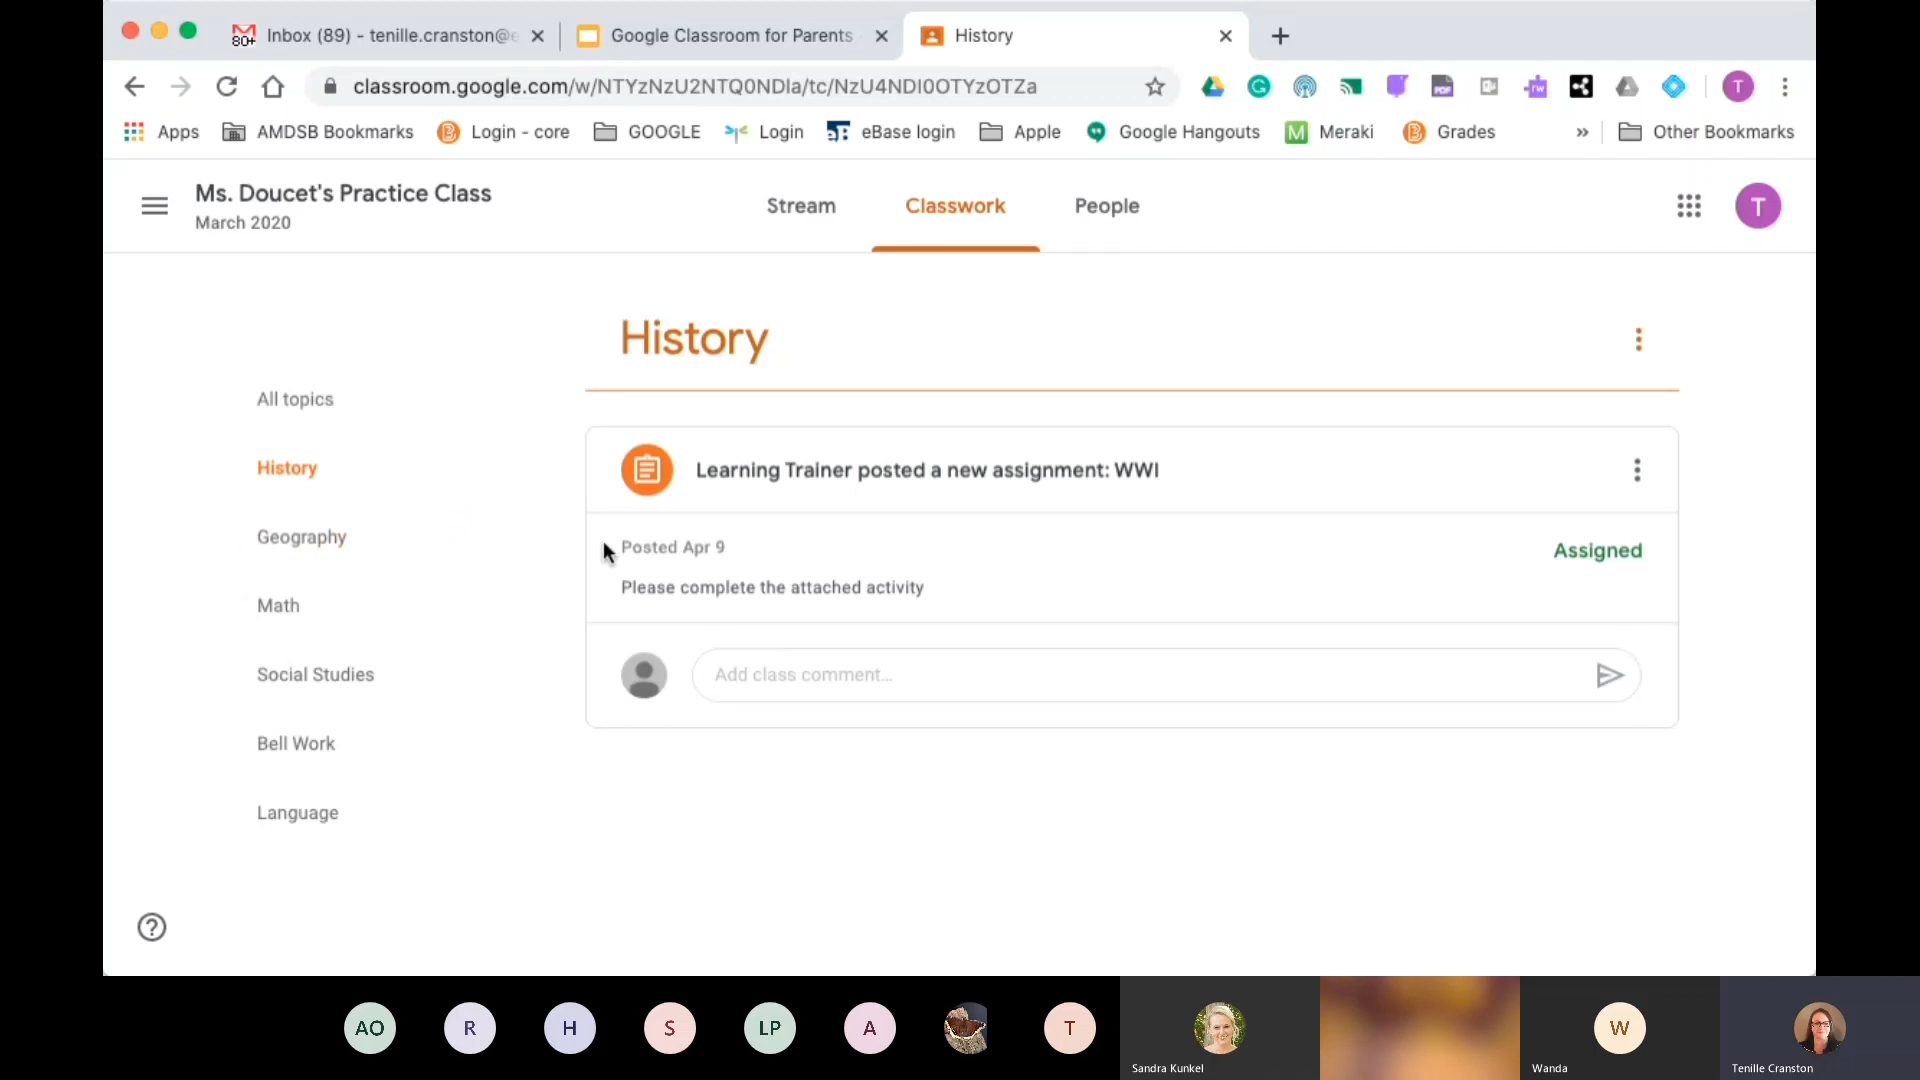 80+ Inbox (89) - tenille.cranston@e
Google Classroom for Parents
History
classroom.google.com/w/NTYzNzU2NTQ0NDla/tc/NzU4NDI0OTYzOTZa
PDF
rw
T
Apps
AMDSB Bookmarks
Login - core
GOOGLE
Login
eBase login
Apple
Google Hangouts
M Meraki
Grades
»
Other Bookmarks
Ms. Doucet's Practice Class
March 2020
Stream
Classwork
People
T
History
All topics
History
Geography
Math
Social Studies
Bell Work
Language
Learning Trainer posted a new assignment: WWI
Posted Apr 9
Assigned
Please complete the attached activity
Add class comment...
?
AO
R
H
S
LP
A
T
Sandra Kunkel
W
Wanda
Tenille Cranston